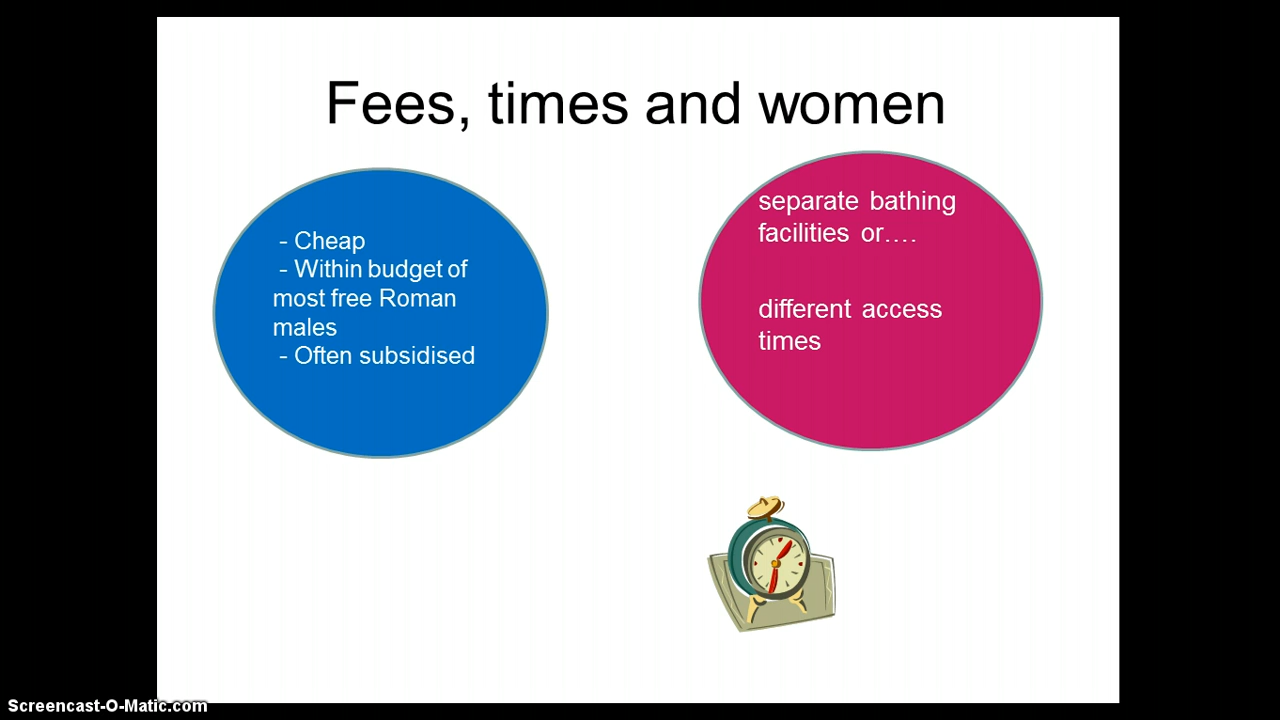 Fees, times and women
- Cheap
- Within budget of
most free Roman
males
- Often subsidised
separate bathing
facilities or....
different access
times
Screencast-O-Matic.com